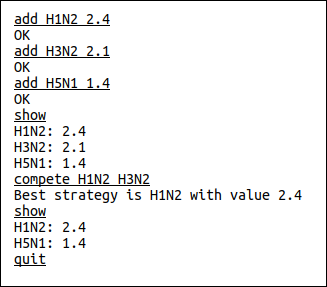 add H1N2 2.4
OK
add H3N2 2.1
OK
add H5N1 1.4
OK
show
H1N2: 2.4
H3N2: 2.1
H5N1: 1.4
compete H1N2 H3N2
Best strategy is H1N2 with value 2.4
show
H1N2: 2.4
H5N1: 1.4
quit